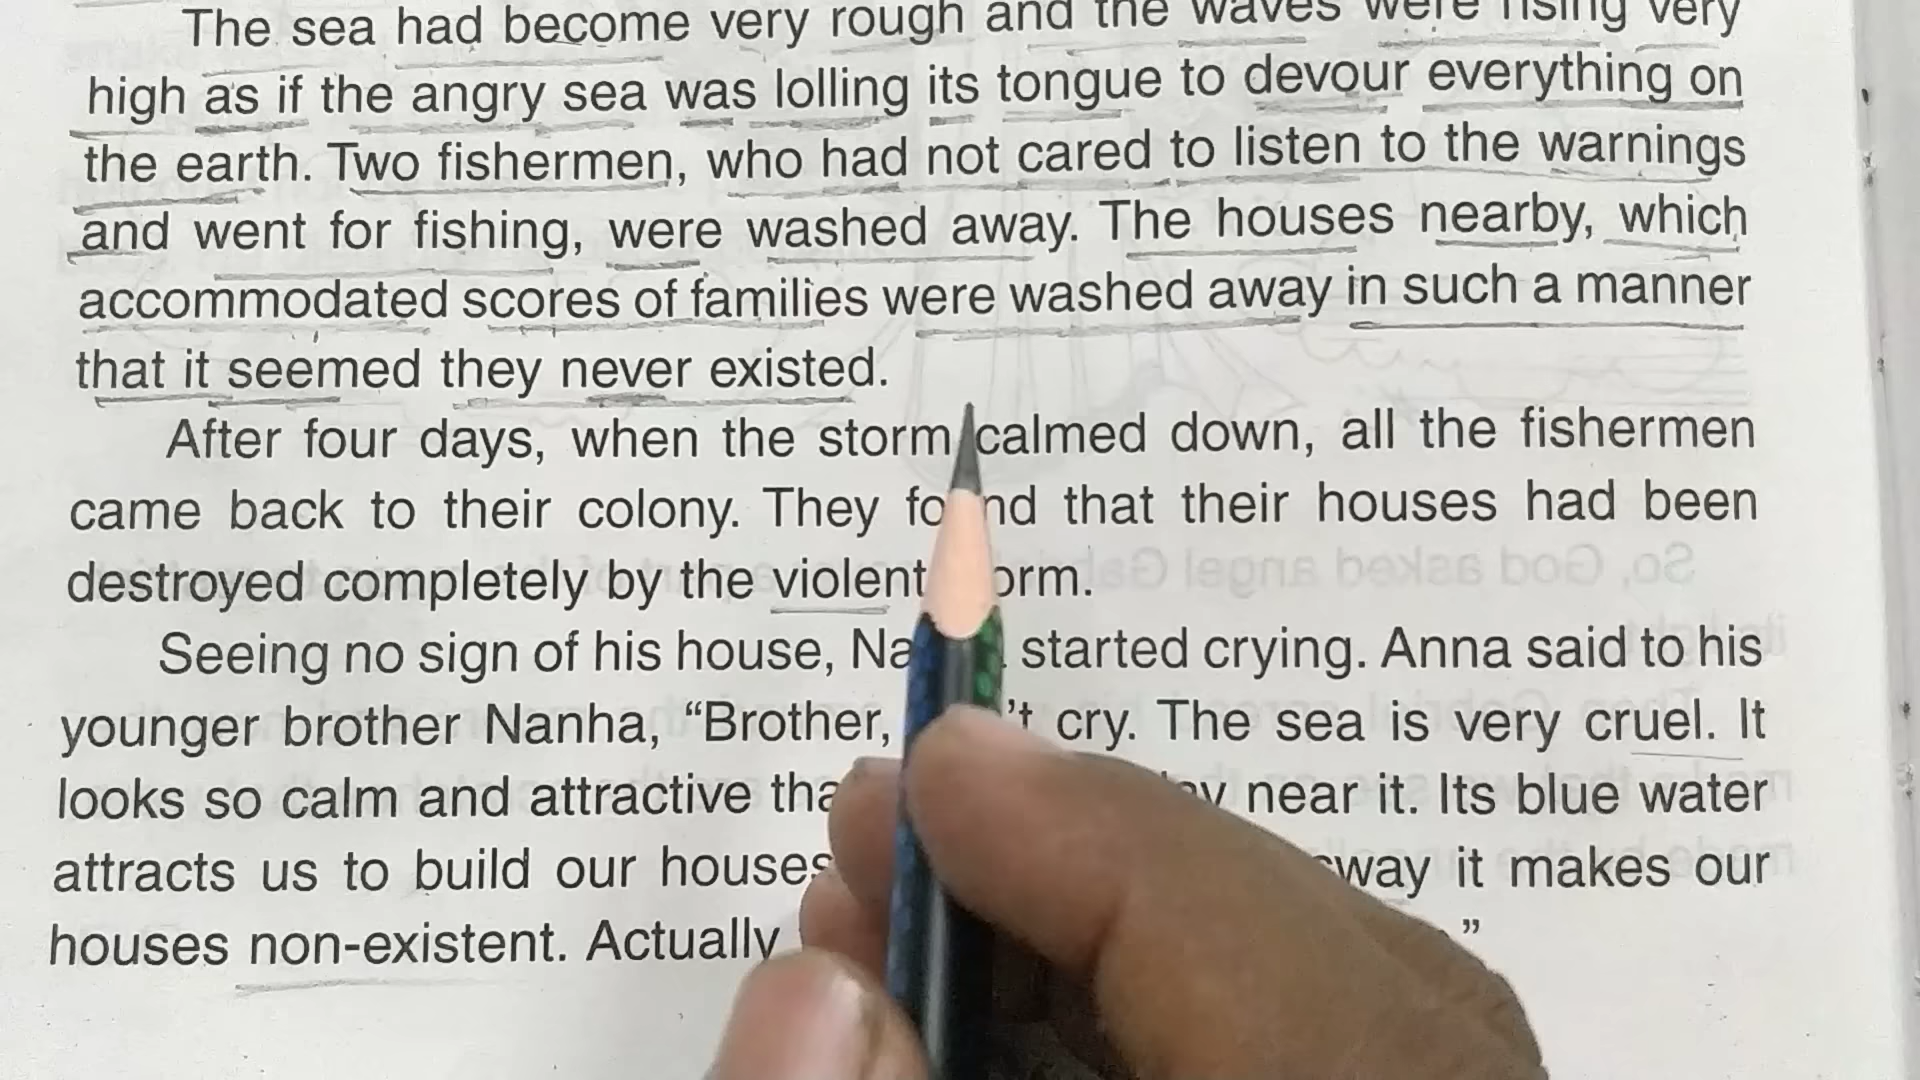 The sea had become very rough and the waves were rising very
high as if the angry sea was lolling its tongue to devour everything on
the earth. Two fishermen, who had not cared to listen to the warnings
and went for fishing, were washed away. The houses nearby, which
accommodated scores of families were washed away in such a manner
that it seemed they never existed.
After four days, when the storm calmed down, all the fishermen
came back to their colony. They that their houses had been
destroyed completely by the violent
Seeing no sign of his house, started crying. Anna said to his
younger brother Nanha, “Brother, cry. The sea is very cruel. It
looks so calm and attractive near it. Its blue water
attracts us to build our houses it makes our
houses non-existent. Actually ”